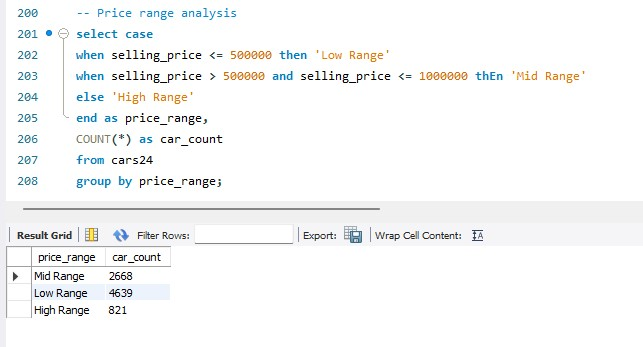 200 -- Price range analysis
201 select case
202 when selling_price <= 500000 then 'Low Range'
203 when selling_price > 500000 and selling_price <= 1000000 thEn 'Mid Range'
204 else 'High Range'
205 end as price_range,
206 COUNT(*) as car_count
207 from cars24
208 group by price_range;
Result Grid Filter Rows: Export: Wrap Cell Content: IA
price_range car_count
Mid Range 2668
Low Range 4639
High Range 821